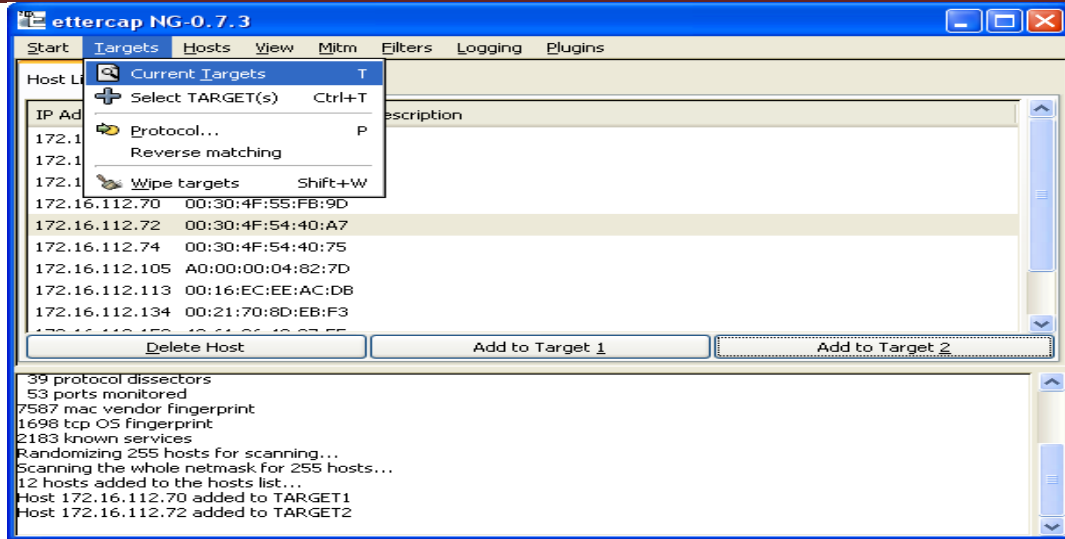 ettercap NG-0.7.3
Start Targets Hosts View Mitm Filters Logging Plugins
Host Li
Current Targets T
Select TARGET(s) Ctrl+T
Protocol... P
Reverse matching
Wipe targets Shift+W
IP Ad escription
172.1
172.1
172.1
172.16.112.70 00:30:4F:55:FB:9D
172.16.112.72 00:30:4F:54:40:A7
172.16.112.74 00:30:4F:54:40:75
172.16.112.105 A0:00:00:04:82:7D
172.16.112.113 00:16:EC:EE:AC:DB
172.16.112.134 00:21:70:8D:EB:F3
Delete Host Add to Target 1 Add to Target 2
39 protocol dissectors
53 ports monitored
7587 mac vendor fingerprint
1698 tcp OS fingerprint
2183 known services
Randomizing 255 hosts for scanning...
Scanning the whole netmask for 255 hosts...
12 hosts added to the hosts list...
Host 172.16.112.70 added to TARGET1
Host 172.16.112.72 added to TARGET2